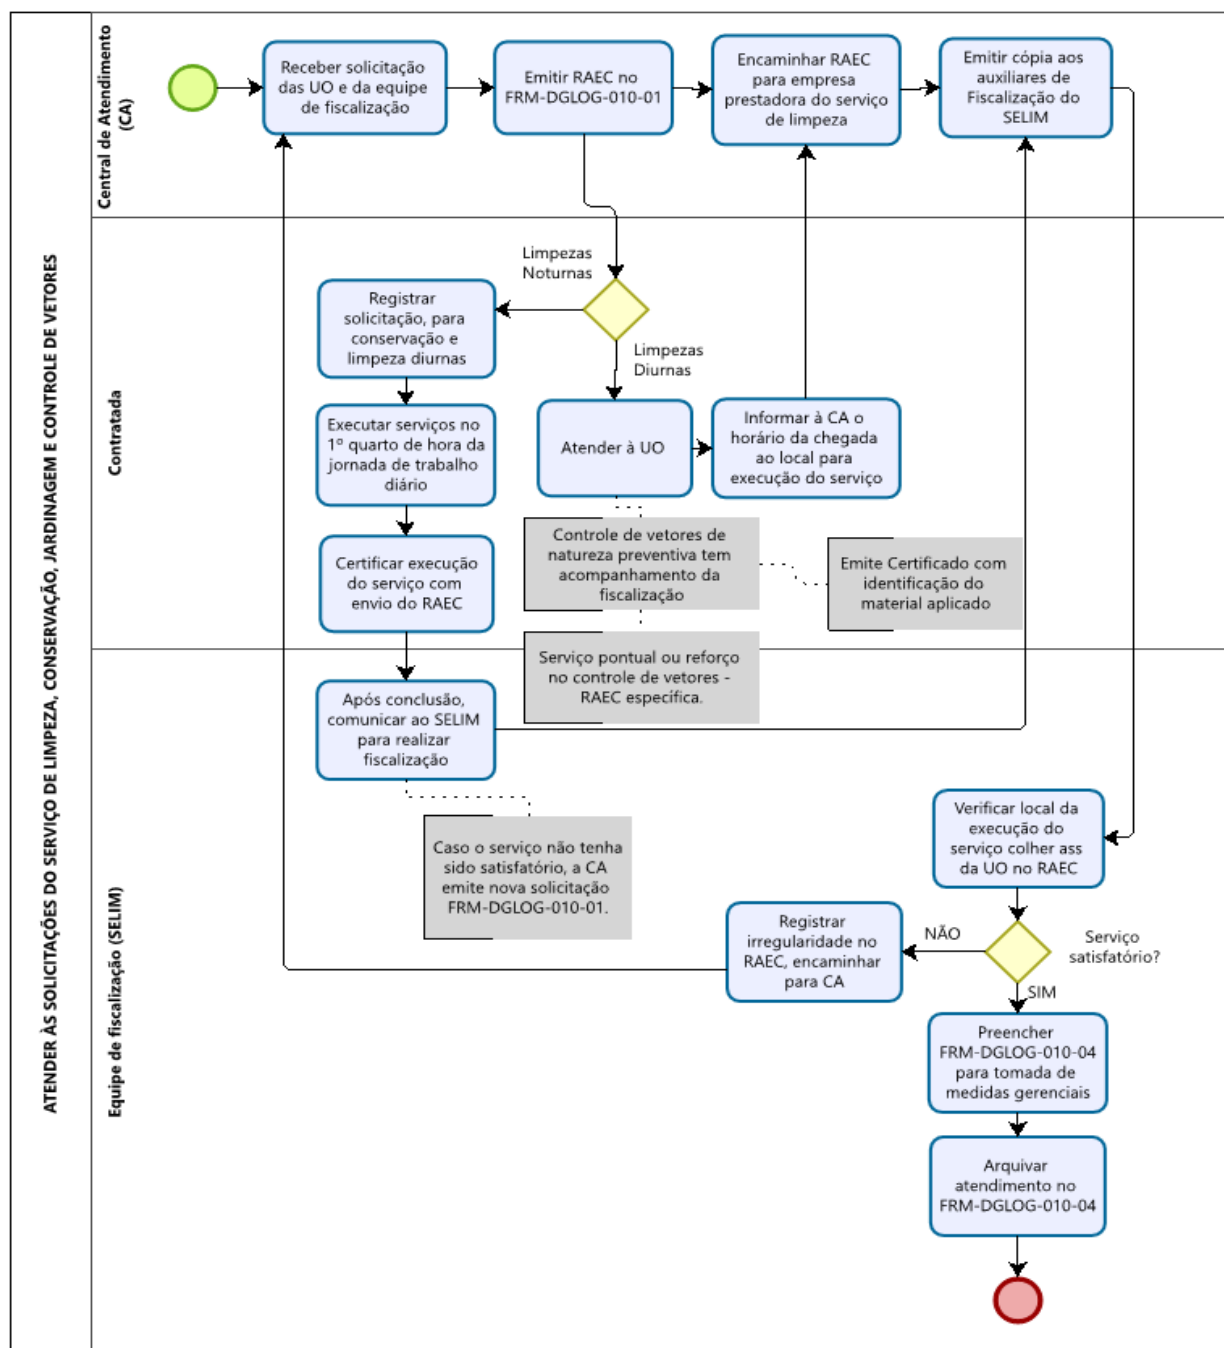 ATENDER ÀS SOLICITAÇÕES DO SERVIÇO DE LIMPEZA, CONSERVAÇÃO, JARDINAGEM E CONTROLE DE VETORES
Central de Atendimento
(CA)
Receber solicitação
das UO e da equipe
de fiscalização
Emitir RAEC no
FRM-DGLOG-010-01
Encaminhar RAEC
para empresa
prestadora do serviço
de limpeza
Emitir cópia aos
auxiliares de
Fiscalização do
SELIM
Contratada
Limpezas
Noturnas
Registrar
solicitação, para
conservação e
limpeza diurnas
Limpezas
Diurnas
Executar serviços no
1º quarto de hora da
jornada de trabalho
diário
Atender à UO
Informar à CA o
horário da chegada
ao local para
execução do serviço
Certificar execução
do serviço com
envio do RAEC
Controle de vetores de
natureza preventiva tem
acompanhamento da
fiscalização
Emite Certificado com
identificação do
material aplicado
Serviço pontual ou reforço
no controle de vetores -
RAEC específica.
Equipe de fiscalização (SELIM)
Após conclusão,
comunicar ao SELIM
para realizar
fiscalização
Caso o serviço não tenha
sido satisfatório, a CA
emite nova solicitação
FRM-DGLOG-010-01.
Verificar local da
execução do
serviço colher ass
da UO no RAEC
Registrar
irregularidade no
RAEC, encaminhar
para CA
NÃO
Serviço
satisfatório?
SIM
Preencher
FRM-DGLOG-010-04
para tomada de
medidas gerenciais
Arquivar
atendimento no
FRM-DGLOG-010-04